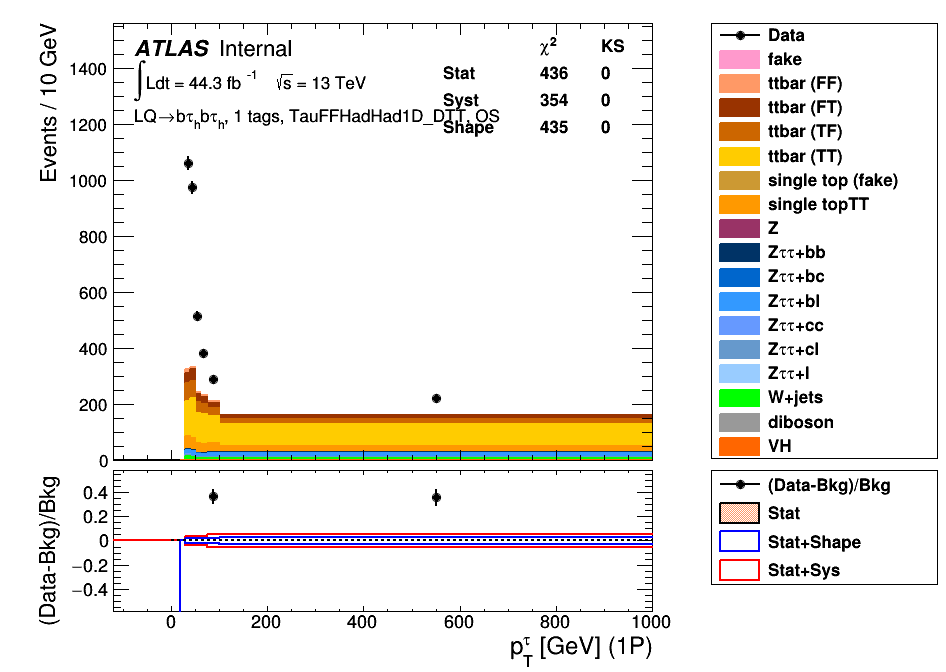 Events / 10 GeV
1400
1200
1000
800
600
400
200
0
ATLAS Internal
∫Ldt = 44.3 fb⁻¹ √s = 13 TeV
LQ→bτₕbτₕ, 1 tags, TauFFHadHad1D_DTT, OS
χ² KS
Stat 436 0
Syst 354 0
Shape 435 0
Data
fake
ttbar (FF)
ttbar (FT)
ttbar (TF)
ttbar (TT)
single top (fake)
single topTT
Z
Zττ+bb
Zττ+bc
Zττ+bl
Zττ+cc
Zττ+cl
Zττ+l
W+jets
diboson
VH
(Data-Bkg)/Bkg
0.4
0.2
0
−0.2
−0.4
0 200 400 600 800 1000
p_T^τ [GeV] (1P)
(Data-Bkg)/Bkg
Stat
Stat+Shape
Stat+Sys